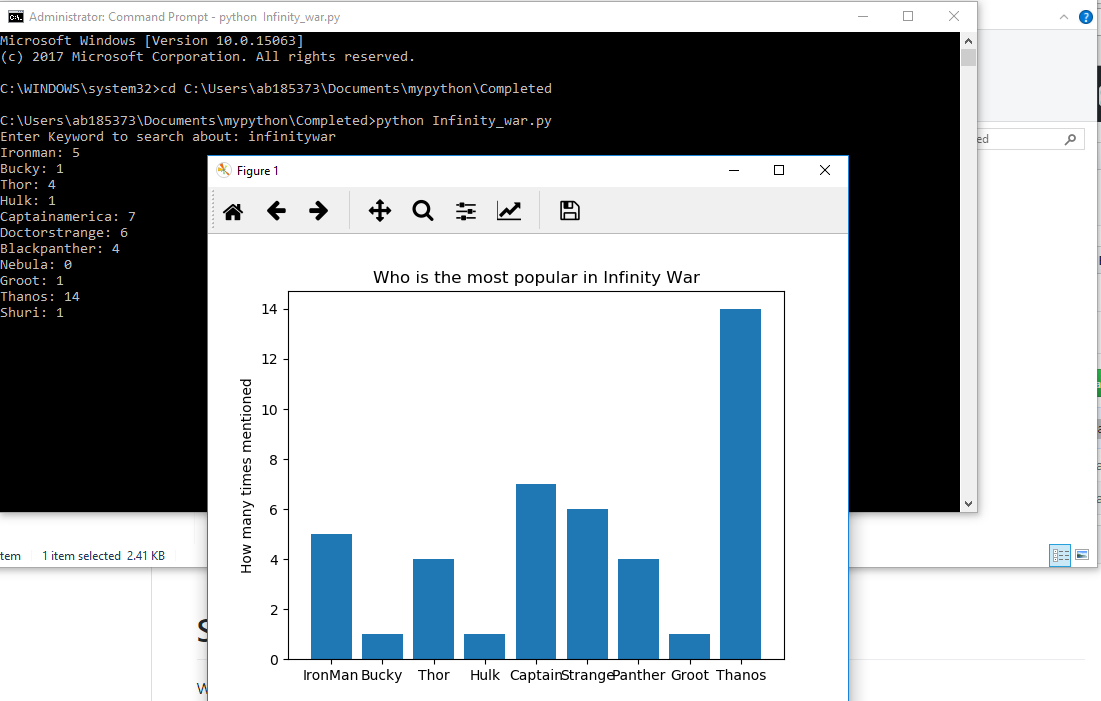 Administrator: Command Prompt - python Infinity_war.py
Microsoft Windows [Version 10.0.15063]
(c) 2017 Microsoft Corporation. All rights reserved.
C:\WINDOWS\system32>cd C:\Users\ab185373\Documents\mypython\Completed
C:\Users\ab185373\Documents\mypython\Completed>python Infinity_war.py
Enter Keyword to search about: infinitywar
Ironman: 5
Bucky: 1
Thor: 4
Hulk: 1
Captainamerica: 7
Doctorstrange: 6
Blackpanther: 4
Nebula: 0
Groot: 1
Thanos: 14
Shuri: 1
ed
Figure 1
Who is the most popular in Infinity War
How many times mentioned
14
12
10
8
6
4
2
0
IronMan Bucky Thor Hulk Captain Strange Panther Groot Thanos
tem 1 item selected 2.41 KB
S
W